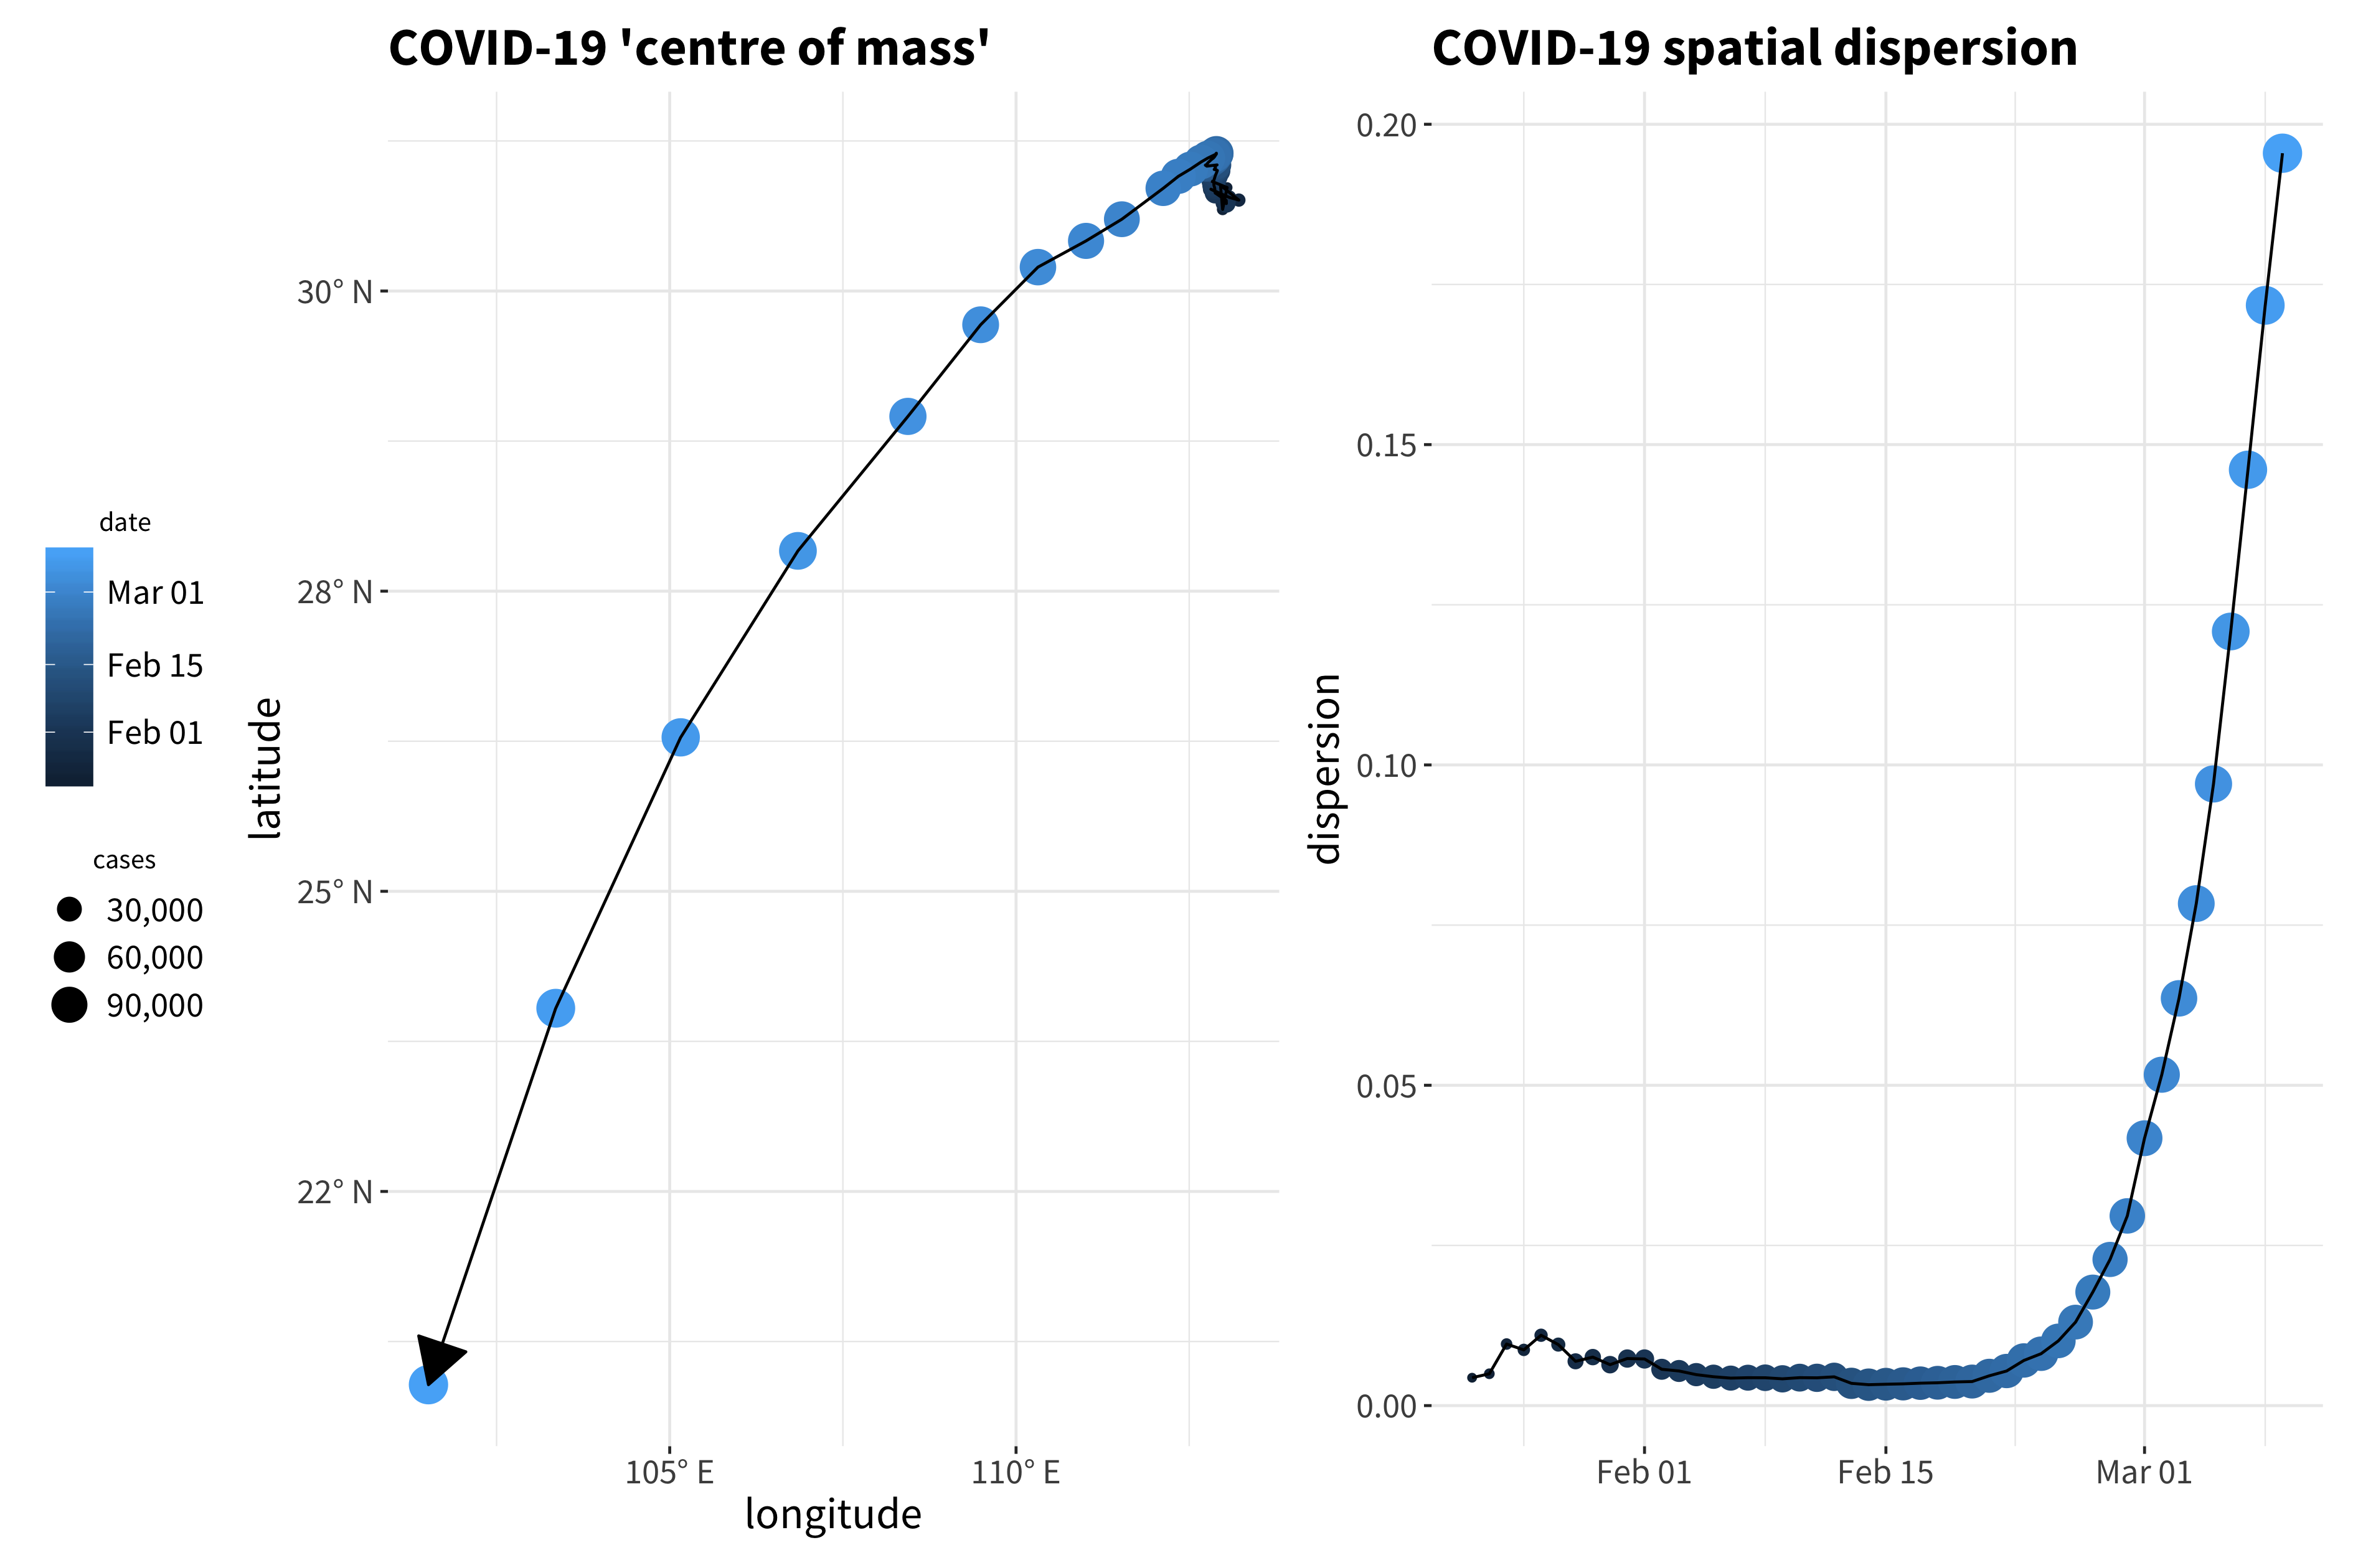 COVID-19 'centre of mass'
COVID-19 spatial dispersion
date
Mar 01
Feb 15
Feb 01
cases
30,000
60,000
90,000
latitude
30° N
28° N
25° N
22° N
105° E
110° E
longitude
dispersion
0.20
0.15
0.10
0.05
0.00
Feb 01
Feb 15
Mar 01